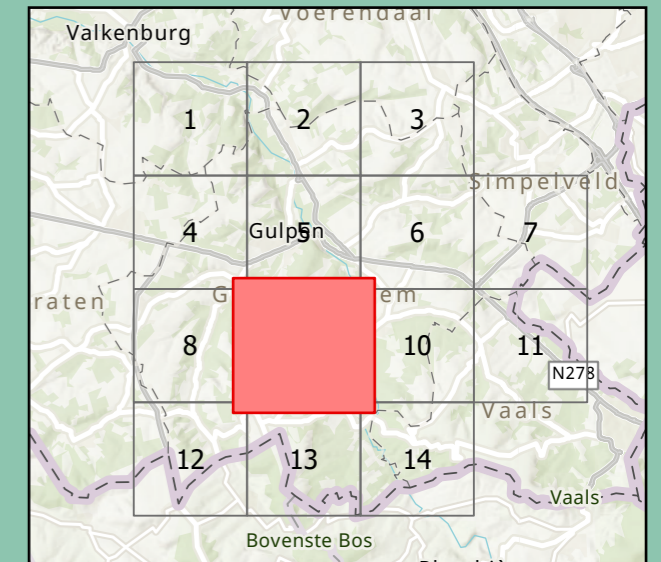 Voerendaal
Valkenburg
1
2
3
Simpelveld
4
Gulpen
5
6
7
raten
G
em
8
10
11
N278
Vaals
12
13
14
Vaals
Bovenste Bos